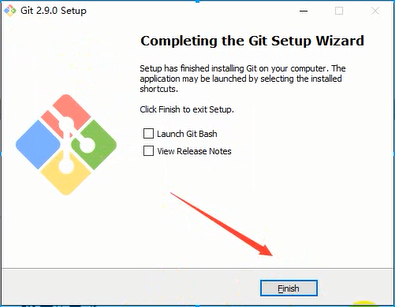 Git 2.9.0 Setup
Completing the Git Setup Wizard
Setup has finished installing Git on your computer. The
application may be launched by selecting the installed
shortcuts.
Click Finish to exit Setup.
Launch Git Bash
View Release Notes
Finish